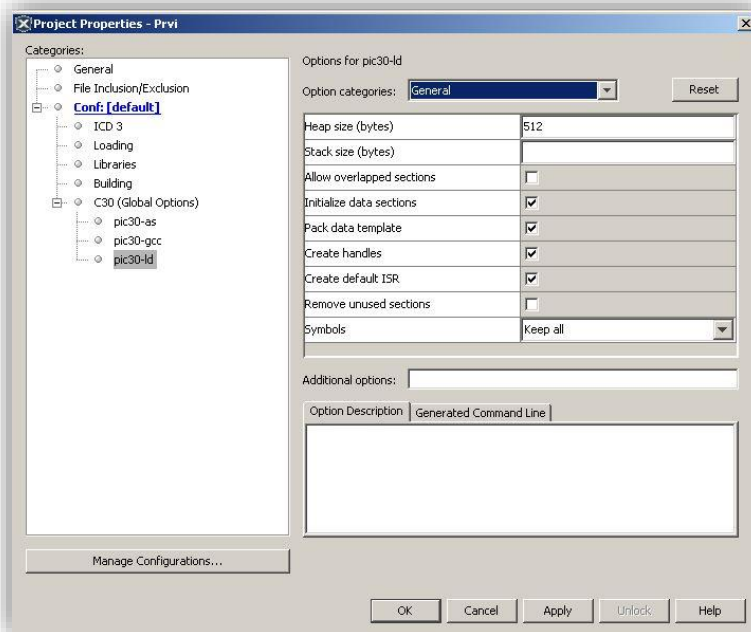 Project Properties - Prvi
Categories:
General
File Inclusion/Exclusion
Conf: [default]
ICD 3
Loading
Libraries
Building
C30 (Global Options)
pic30-as
pic30-gcc
pic30-ld
Manage Configurations...
Options for pic30-ld
Option categories: General Reset
Heap size (bytes) 512
Stack size (bytes)
Allow overlapped sections
Initialize data sections
Pack data template
Create handles
Create default ISR
Remove unused sections
Symbols Keep all
Additional options:
Option Description Generated Command Line
OK Cancel Apply Unlock Help